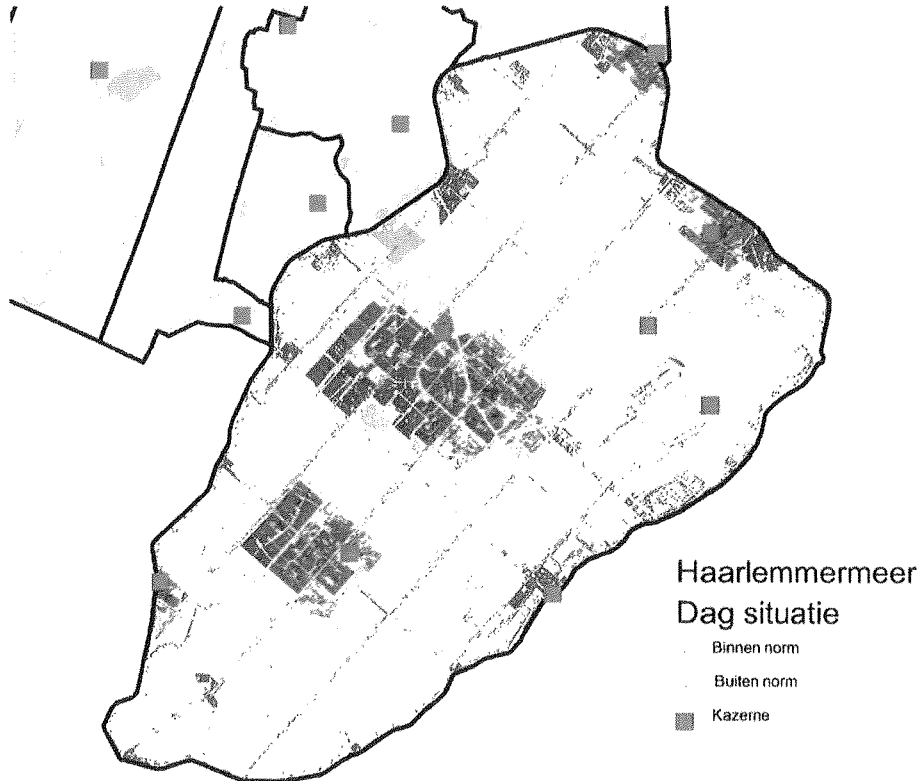 Haarlemmermeer
Dag situatie
Binnen norm
Buiten norm
Kazerne